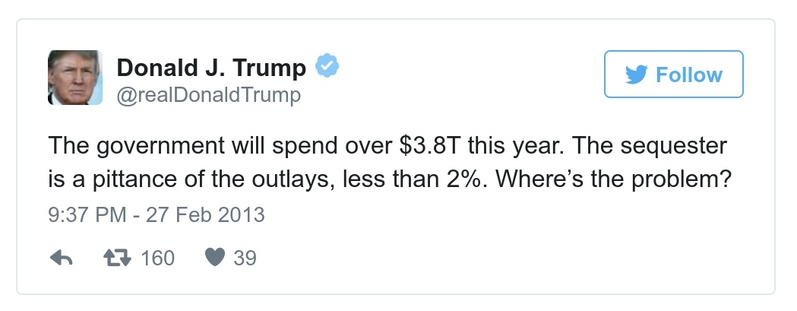 Donald J. Trump
@realDonaldTrump
Follow
The government will spend over $3.8T this year. The sequester
is a pittance of the outlays, less than 2%. Where’s the problem?
9:37 PM - 27 Feb 2013
160 39